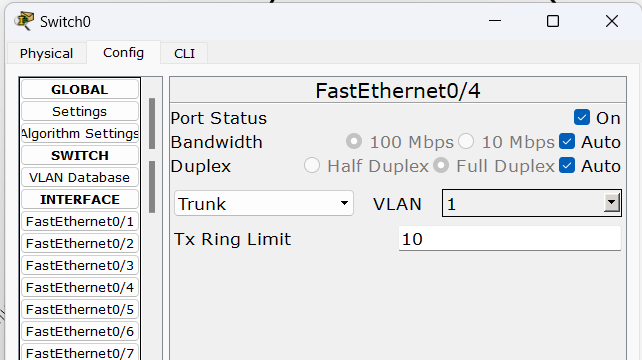 Switch0
Physical Config CLI
GLOBAL
Settings
Algorithm Settings
SWITCH
VLAN Database
INTERFACE
FastEthernet0/1
FastEthernet0/2
FastEthernet0/3
FastEthernet0/4
FastEthernet0/5
FastEthernet0/6
FastEthernet0/7
FastEthernet0/4
Port Status On
Bandwidth 100 Mbps 10 Mbps Auto
Duplex Half Duplex Full Duplex Auto
Trunk VLAN 1
Tx Ring Limit 10